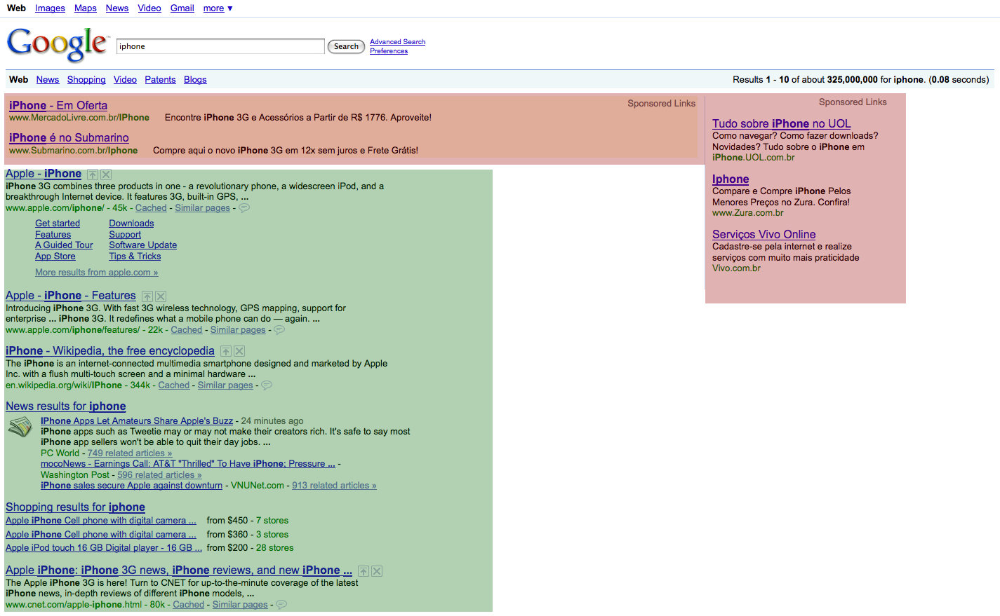 Web Images Maps News Video Gmail more ▼
Google™ iphone Search Advanced Search
Preferences
Web News Shopping Video Patents Blogs Results 1 - 10 of about 325,000,000 for iphone. (0.08 seconds)
Sponsored Links
iPhone - Em Oferta
www.MercadoLivre.com.br/IPhone Encontre iPhone 3G e Acessórios a Partir de R$ 1776. Aproveite!
iPhone é no Submarino
www.Submarino.com.br/Iphone Compre aqui o novo iPhone 3G em 12x sem juros e Frete Grátis!
Apple - iPhone
iPhone 3G combines three products in one - a revolutionary phone, a widescreen iPod, and a
breakthrough Internet device. It features 3G, built-in GPS, ...
www.apple.com/iphone/ - 45k - Cached - Similar pages -
Get started Downloads
Features Support
A Guided Tour Software Update
App Store Tips & Tricks
More results from apple.com »
Apple - iPhone - Features
Introducing iPhone 3G. With fast 3G wireless technology, GPS mapping, support for
enterprise ... iPhone 3G. It redefines what a mobile phone can do — again. ...
www.apple.com/iphone/features/ - 22k - Cached - Similar pages -
iPhone - Wikipedia, the free encyclopedia
The iPhone is an internet-connected multimedia smartphone designed and marketed by Apple
Inc. with a flush multi-touch screen and a minimal hardware ...
en.wikipedia.org/wiki/IPhone - 344k - Cached - Similar pages -
News results for iphone
IPhone Apps Let Amateurs Share Apple's Buzz - 24 minutes ago
iPhone apps such as Tweetie may or may not make their creators rich. It's safe to say most
iPhone app sellers won't be able to quit their day jobs. ...
PC World - 749 related articles »
mocoNews - Earnings Call: AT&T "Thrilled" To Have iPhone; Pressure ... -
Washington Post - 596 related articles »
iPhone sales secure Apple against downturn - VNUNet.com - 913 related articles »
Shopping results for iphone
Apple iPhone Cell phone with digital camera ... from $450 - 7 stores
Apple iPhone Cell phone with digital camera ... from $360 - 3 stores
Apple iPod touch 16 GB Digital player - 16 GB ... from $200 - 28 stores
Apple iPhone: iPhone 3G news, iPhone reviews, and new iPhone ...
The Apple iPhone 3G is here! Turn to CNET for up-to-the-minute coverage of the latest
iPhone news, in-depth reviews of different iPhone models, ...
www.cnet.com/apple-iphone.html - 80k - Cached - Similar pages -
Sponsored Links
Tudo sobre iPhone no UOL
Como navegar? Como fazer downloads?
Novidades? Tudo sobre o iPhone em
iPhone.UOL.com.br
Iphone
Compare e Compre iPhone Pelos
Menores Preços no Zura. Confira!
www.Zura.com.br
Serviços Vivo Online
Cadastre-se pela internet e realize
serviços com muito mais praticidade
Vivo.com.br